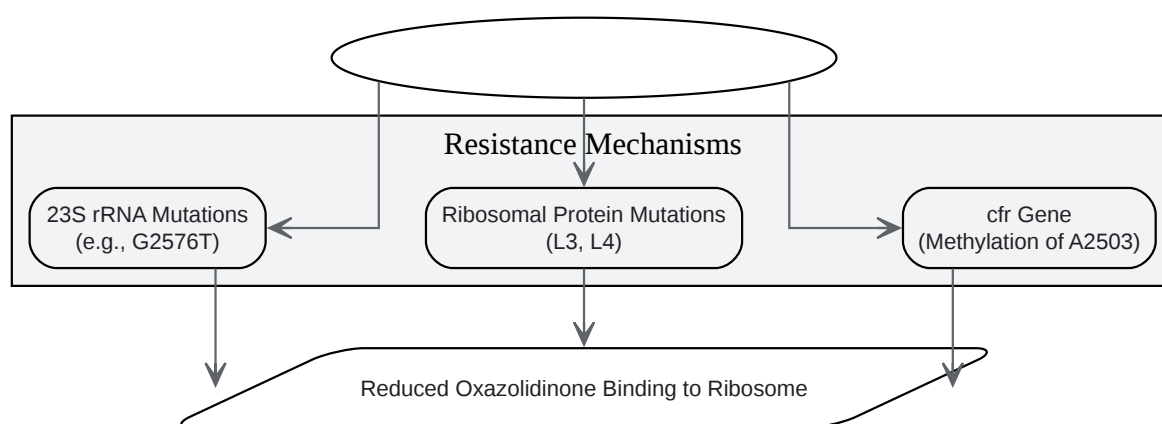 Resistance Mechanisms
23S rRNA Mutations
(e.g., G2576T)
Ribosomal Protein Mutations
(L3, L4)
cfr Gene
(Methylation of A2503)
Reduced Oxazolidinone Binding to Ribosome